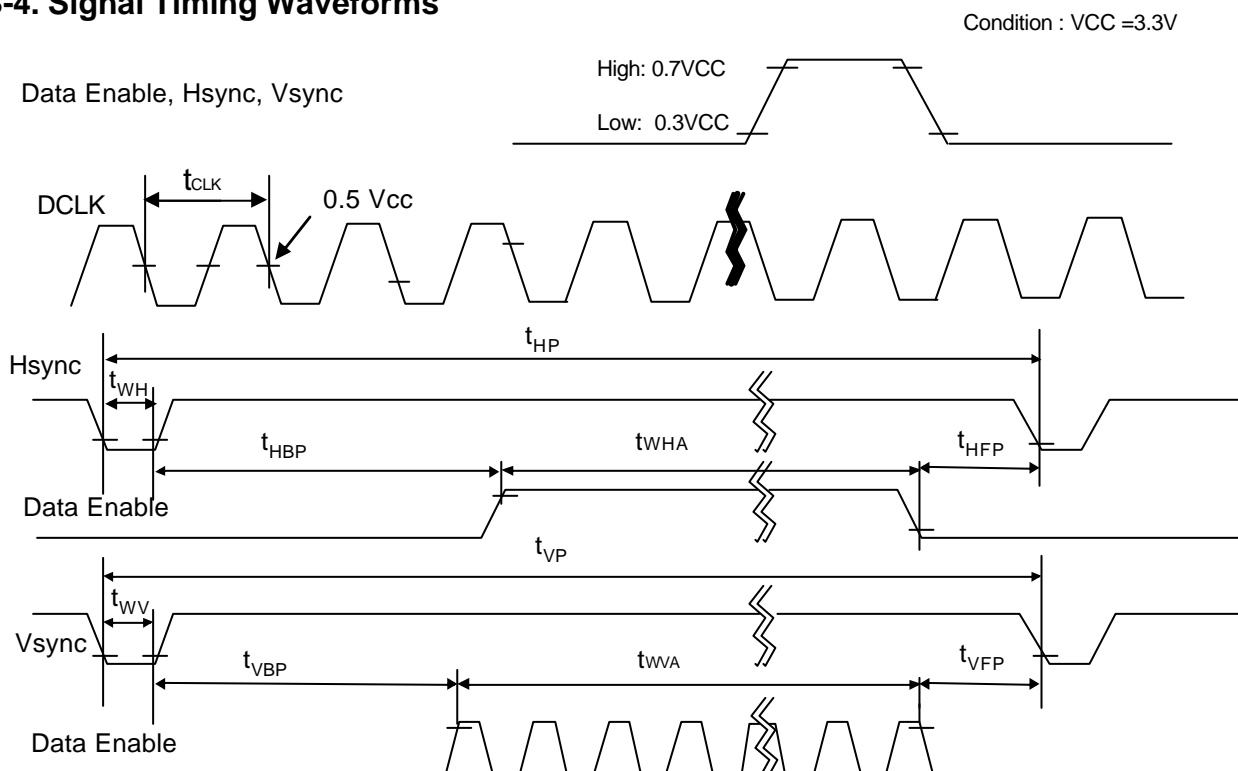 -4. Signal Timing Waveforms
Condition : VCC =3.3V
High: 0.7VCC
Data Enable, Hsync, Vsync
Low: 0.3VCC
tCLK
DCLK
0.5 Vcc
tHP
Hsync
tWH
tHBP
tWHA
tHFP
Data Enable
tVP
tWV
Vsync
tVBP
tWVA
tVFP
Data Enable